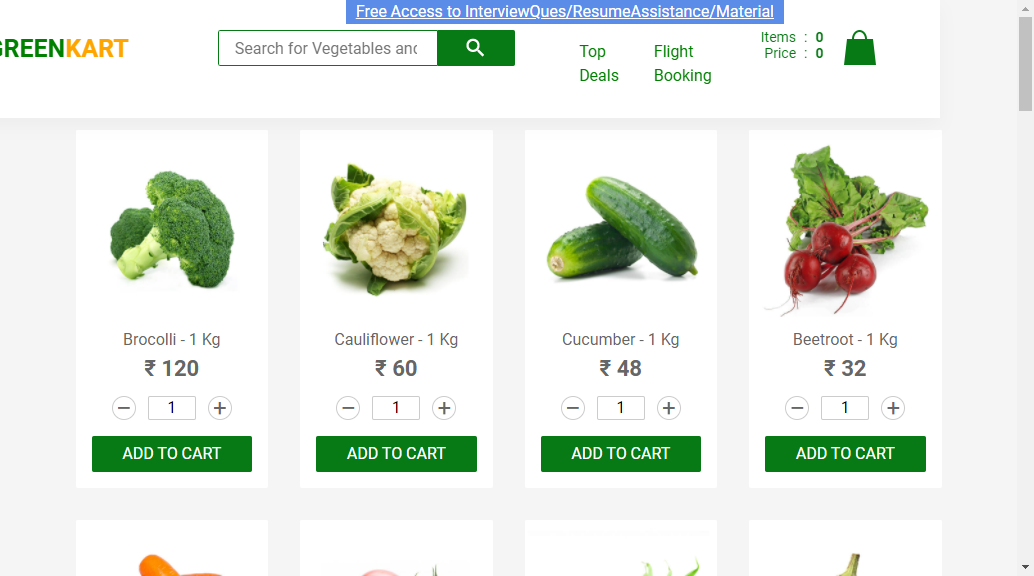 Free Access to InterviewQues/ResumeAssistance/Material
GREENKART
Search for Vegetables and
Top Deals
Flight Booking
Items : 0
Price : 0
Brocolli - 1 Kg
₹ 120
− 1 +
ADD TO CART
Cauliflower - 1 Kg
₹ 60
− 1 +
ADD TO CART
Cucumber - 1 Kg
₹ 48
− 1 +
ADD TO CART
Beetroot - 1 Kg
₹ 32
− 1 +
ADD TO CART